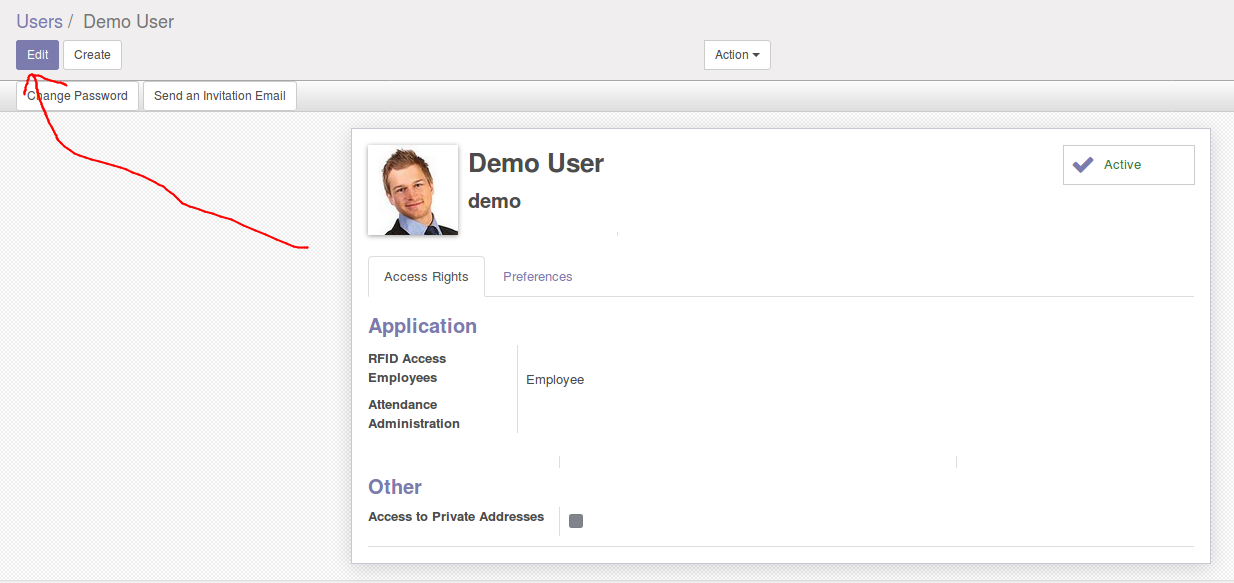 Users / Demo User
Edit Create Action
Change Password Send an Invitation Email
Demo User
Active
demo
Access Rights Preferences
Application
RFID Access
Employees Employee
Attendance
Administration
Other
Access to Private Addresses